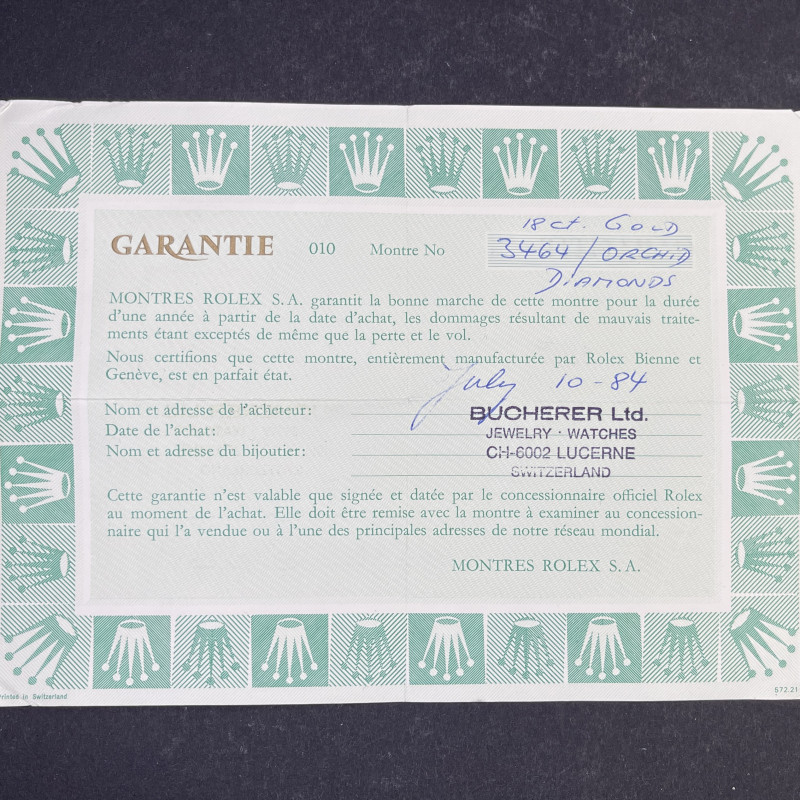 18 ct. GOLD
GARANTIE 010 Montre No 3464 / ORCHID
DIAMONDS
MONTRES ROLEX S.A. garantit la bonne marche de cette montre pour la durée
d'une année à partir de la date d'achat, les dommages résultant de mauvais traite-
ments étant exceptés de même que la perte et le vol.
Nous certifions que cette montre, entièrement manufacturée par Rolex Bienne et
Genève, est en parfait état.
July 10-84
Nom et adresse de l'acheteur:
BUCHERER Ltd.
Date de l'achat:
JEWELRY · WATCHES
Nom et adresse du bijoutier:
CH-6002 LUCERNE
SWITZERLAND
Cette garantie n'est valable que signée et datée par le concessionnaire officiel Rolex
au moment de l'achat. Elle doit être remise avec la montre à examiner au concession-
naire qui l'a vendue ou à l'une des principales adresses de notre réseau mondial.
MONTRES ROLEX S.A.
Printed in Switzerland
572.21